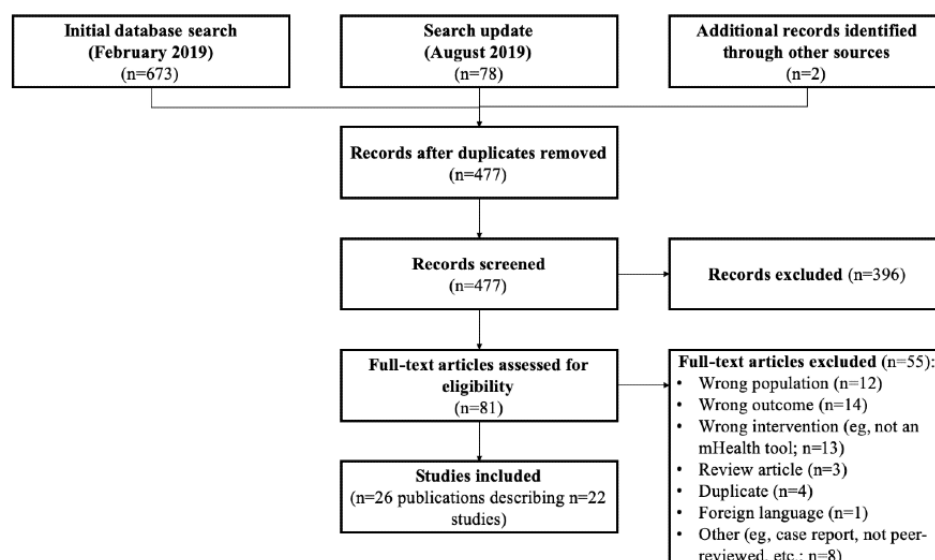 Initial database search
(February 2019)
(n=673)
Search update
(August 2019)
(n=78)
Additional records identified
through other sources
(n=2)
Records after duplicates removed
(n=477)
Records screened
(n=477)
Records excluded (n=396)
Full-text articles assessed for
eligibility
(n=81)
Full-text articles excluded (n=55):
• Wrong population (n=12)
• Wrong outcome (n=14)
• Wrong intervention (eg, not an
mHealth tool; n=13)
• Review article (n=3)
• Duplicate (n=4)
• Foreign language (n=1)
• Other (eg, case report, not peer-
reviewed, etc.; n=8)
Studies included
(n=26 publications describing n=22
studies)